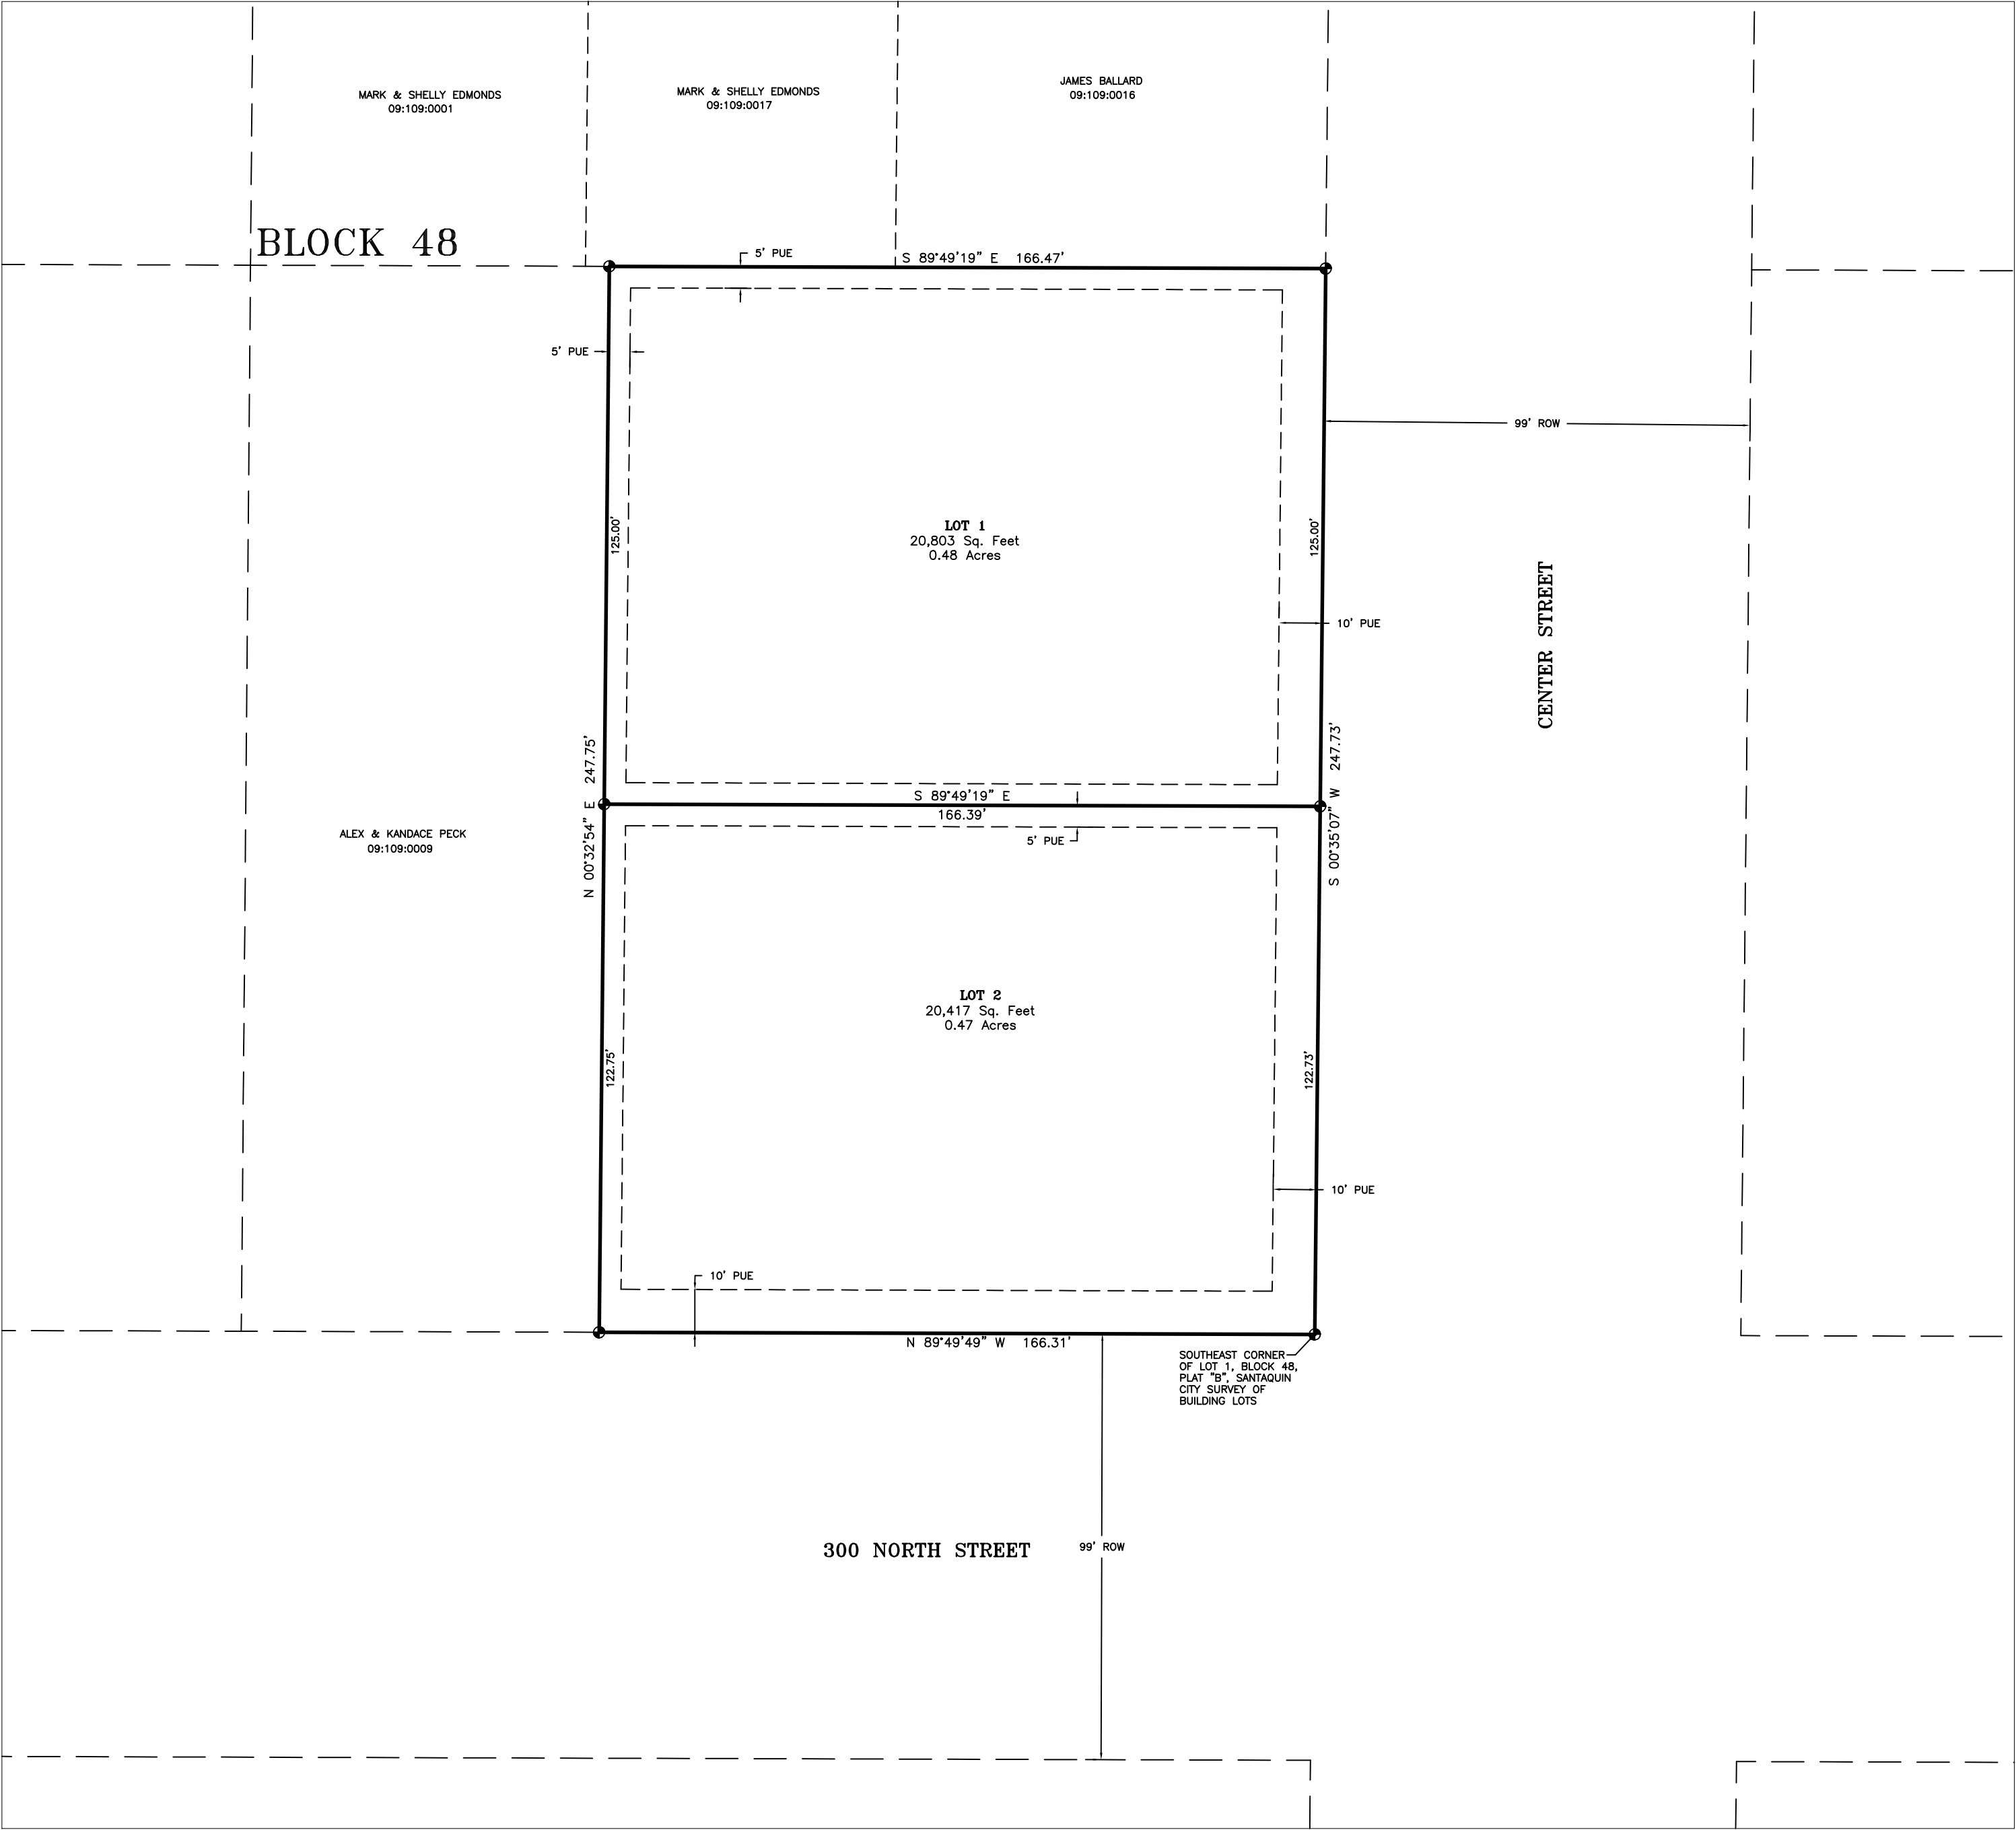 MARK & SHELLY EDMONDS
09:109:0001
MARK & SHELLY EDMONDS
09:109:0017
JAMES BALLARD
09:109:0016
BLOCK 48
5' PUE
S 89°49'19" E 166.47'
5' PUE
99' ROW
LOT 1
20,803 Sq. Feet
0.48 Acres
125.00'
125.00'
10' PUE
CENTER STREET
N 00°32'54" E 247.75'
S 00°35'07" W 247.73'
S 89°49'19" E
166.39'
5' PUE
ALEX & KANDACE PECK
09:109:0009
LOT 2
20,417 Sq. Feet
0.47 Acres
122.75'
122.73'
10' PUE
10' PUE
N 89°49'49" W 166.31'
SOUTHEAST CORNER
OF LOT 1, BLOCK 48,
PLAT "B", SANTAQUIN
CITY SURVEY OF
BUILDING LOTS
300 NORTH STREET
99' ROW